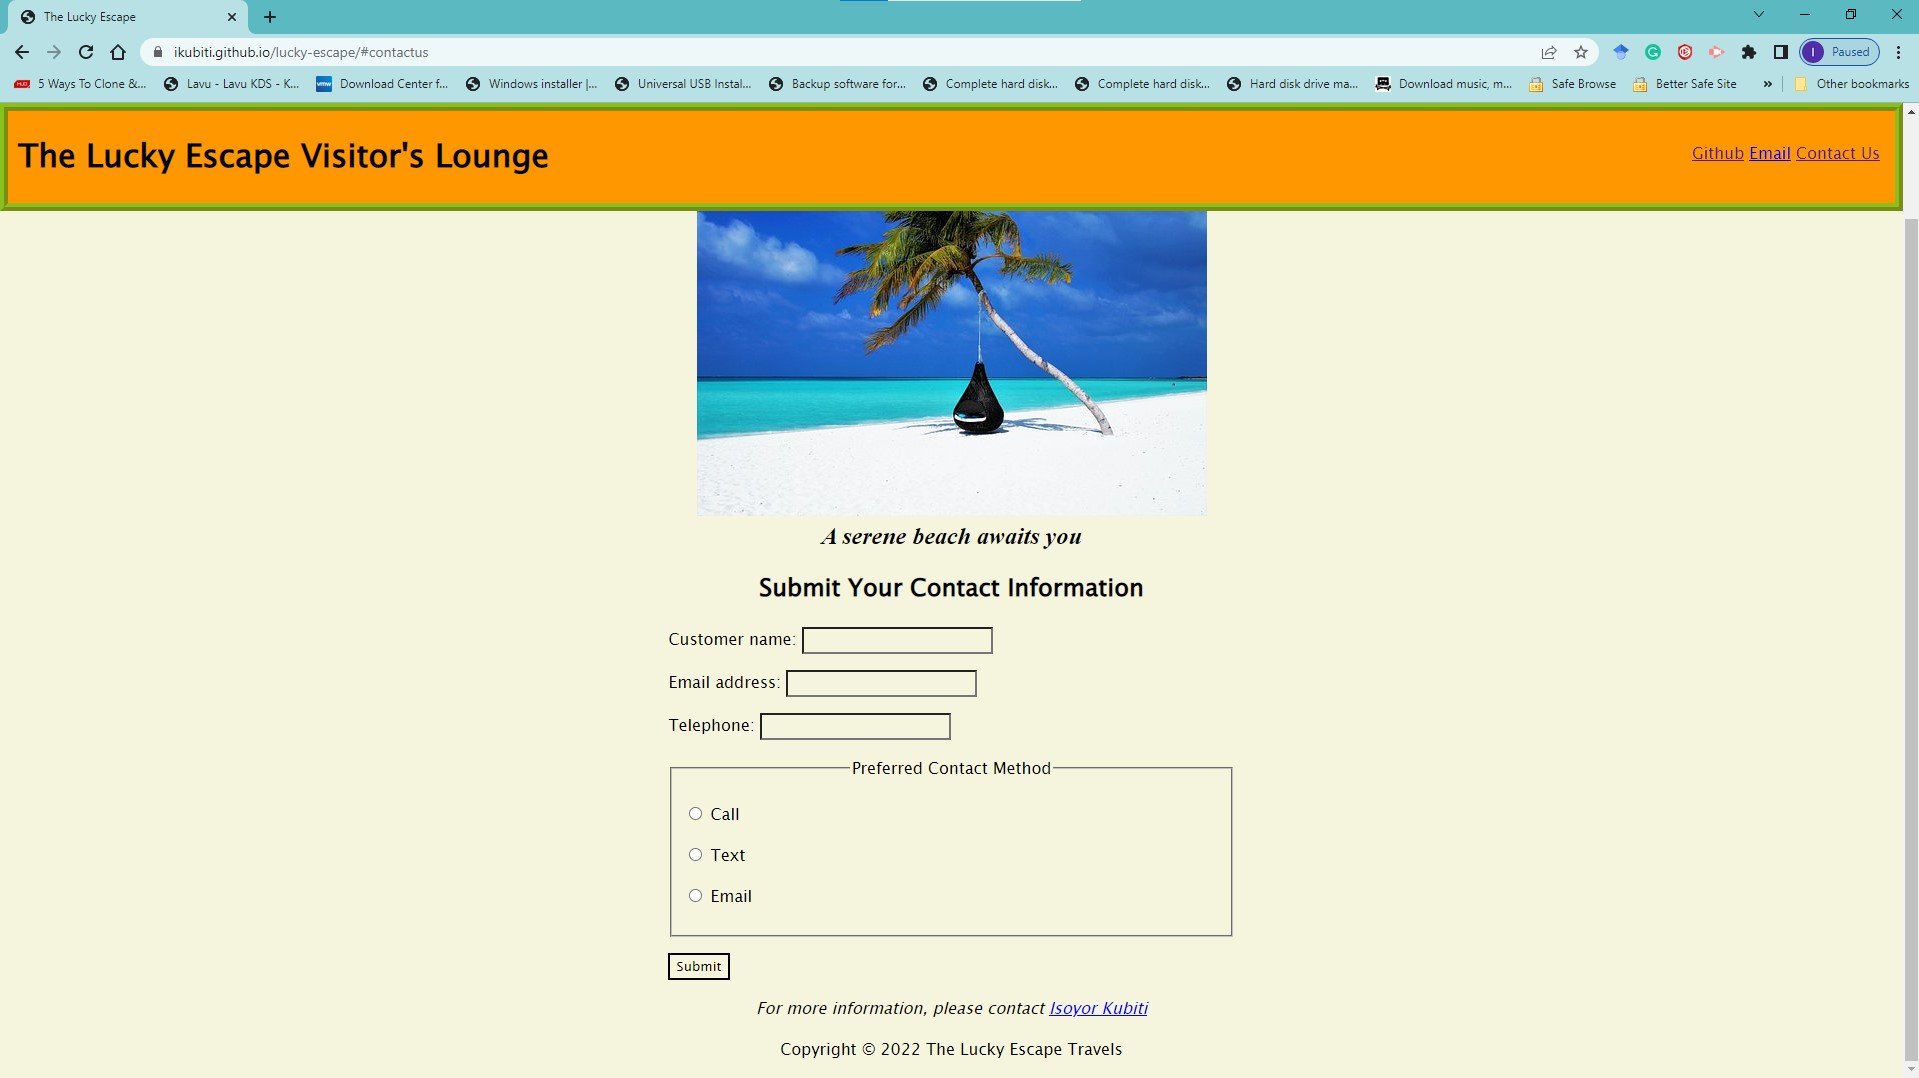 The Lucky Escape
ikubiti.github.io/lucky-escape/#contactus
Paused
5 Ways To Clone &... Lavu - Lavu KDS - K... Download Center f... Windows installer |... Universal USB Instal... Backup software for... Complete hard disk... Complete hard disk... Hard disk drive ma... Download music, m... Safe Browse Better Safe Site » Other bookmarks
The Lucky Escape Visitor's Lounge
Github Email Contact Us
A serene beach awaits you
Submit Your Contact Information
Customer name:
Email address:
Telephone:
Preferred Contact Method
Call
Text
Email
Submit
For more information, please contact Isoyor Kubiti
Copyright © 2022 The Lucky Escape Travels